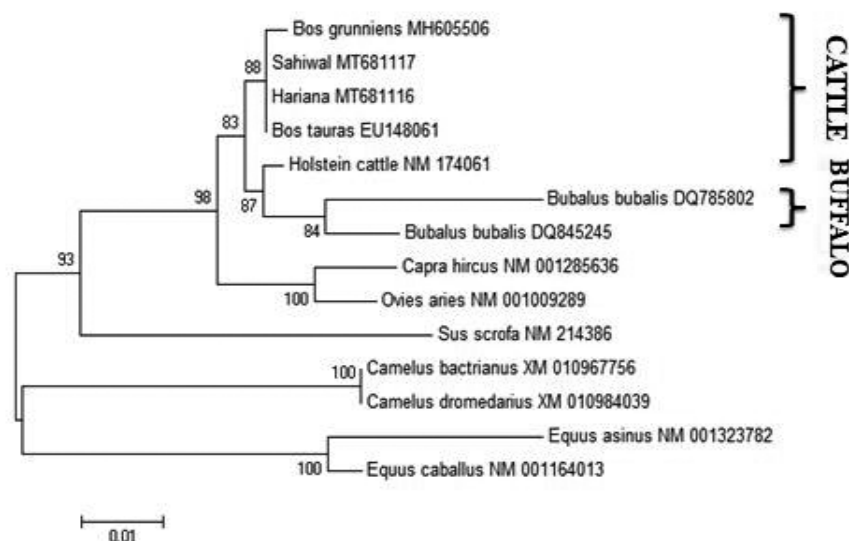 Bos grunniens MH605506
88
Sahiwal MT681117
Hariana MT681116
83
Bos tauras EU148061
Holstein cattle NM 174061
98
87
Bubalus bubalis DQ785802
84
Bubalus bubalis DQ845245
93
Capra hircus NM 001285636
100
Ovies aries NM 001009289
Sus scrofa NM 214386
100
Camelus bactrianus XM 010967756
Camelus dromedarius XM 010984039
Equus asinus NM 001323782
100
Equus caballus NM 001164013
0.01
CATTLE
BUFFALO